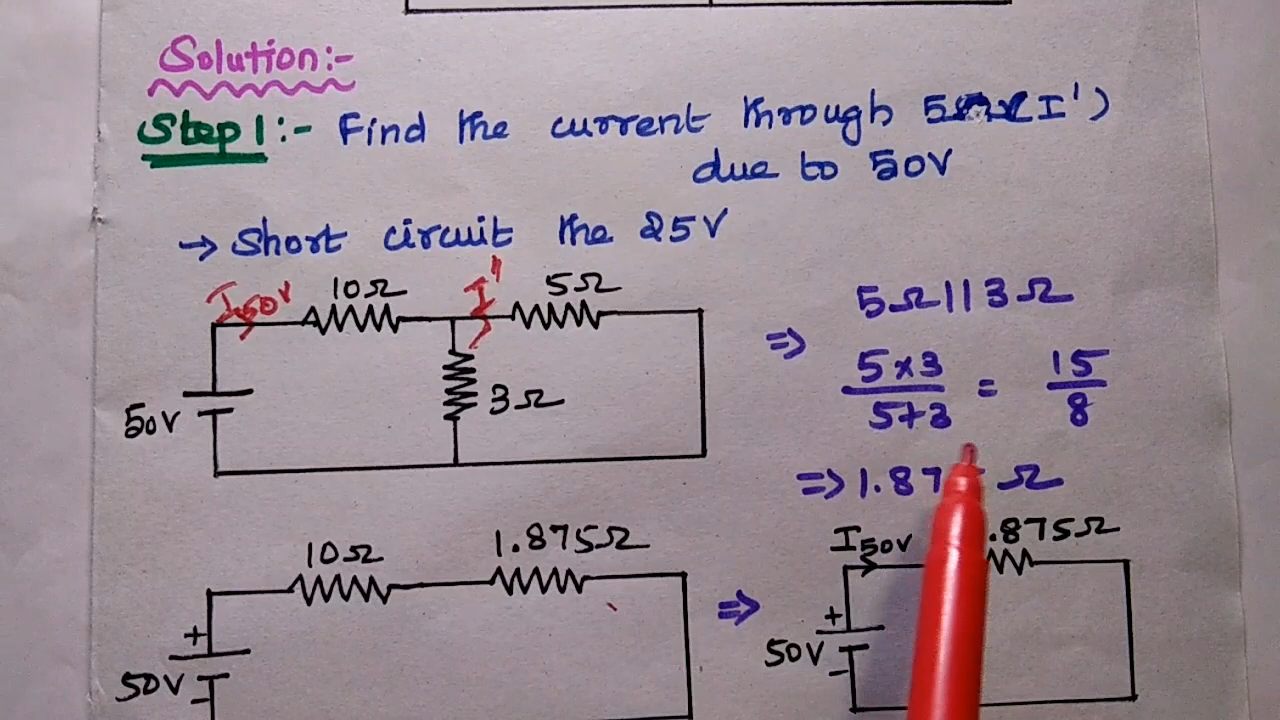 Solution:-
Step 1:- Find the current through 5Ω (I')
due to 50V
→ Short circuit the 25V
I50V 10Ω I' 5Ω
50V 3Ω
⇒ 5Ω||3Ω
5×3/5+3 = 15/8
⇒ 1.87 Ω
10Ω 1.875Ω
+
50V
-
⇒
I50V .875Ω
+
50V
-